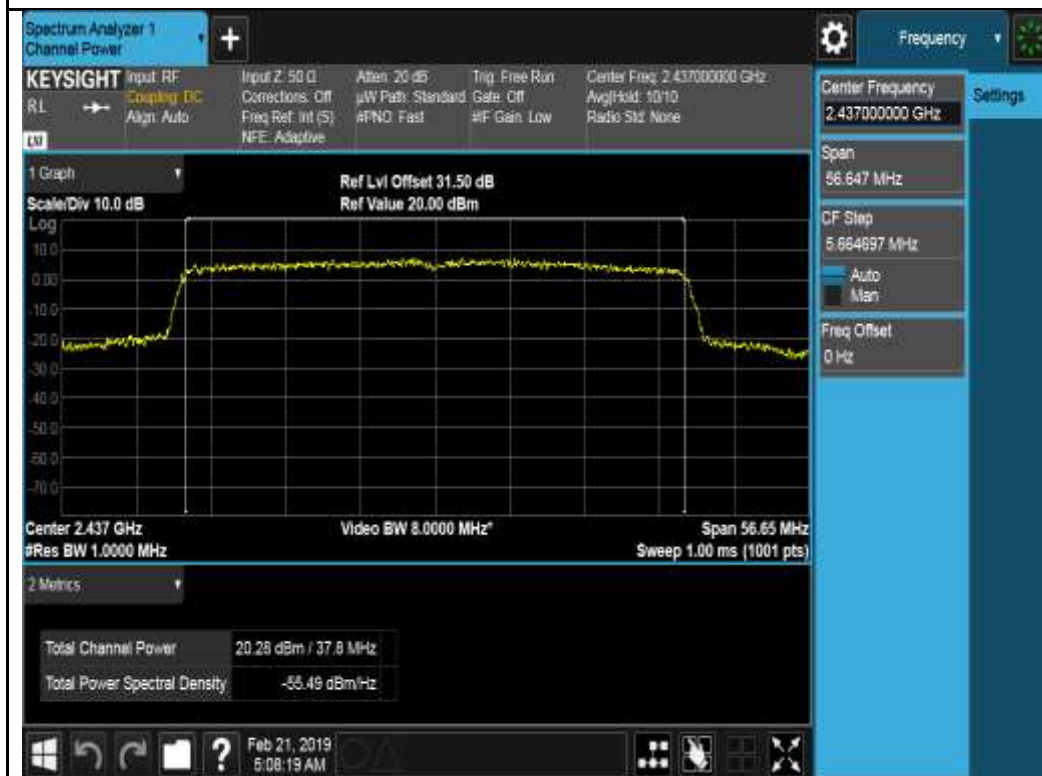 Spectrum Analyzer 1
Channel Power
+
Frequency
KEYSIGHT
Input: RF
Coupling: DC
Align: Auto
RL
Input Z: 50 Ω
Corrections: Off
Freq Ref: Int (S)
NFE: Adaptive
Atten: 20 dB
µW Path: Standard
#PNO: Fast
Trig: Free Run
Gate: Off
#IF Gain: Low
Center Freq: 2.437000000 GHz
Avg|Hold: 10/10
Radio Std: None
Center Frequency
2.437000000 GHz
Settings
Span
56.647 MHz
CF Step
5.664697 MHz
Auto
Man
Freq Offset
0 Hz
1 Graph
Scale/Div 10.0 dB
Ref Lvl Offset 31.50 dB
Ref Value 20.00 dBm
Log
10.0
0.00
-10.0
-20.0
-30.0
-40.0
-50.0
-60.0
-70.0
Center 2.437 GHz
#Res BW 1.0000 MHz
Video BW 8.0000 MHz*
Span 56.65 MHz
Sweep 1.00 ms (1001 pts)
2 Metrics
Total Channel Power 20.28 dBm / 37.8 MHz
Total Power Spectral Density -55.49 dBm/Hz
?
Feb 21, 2019
5:08:19 AM